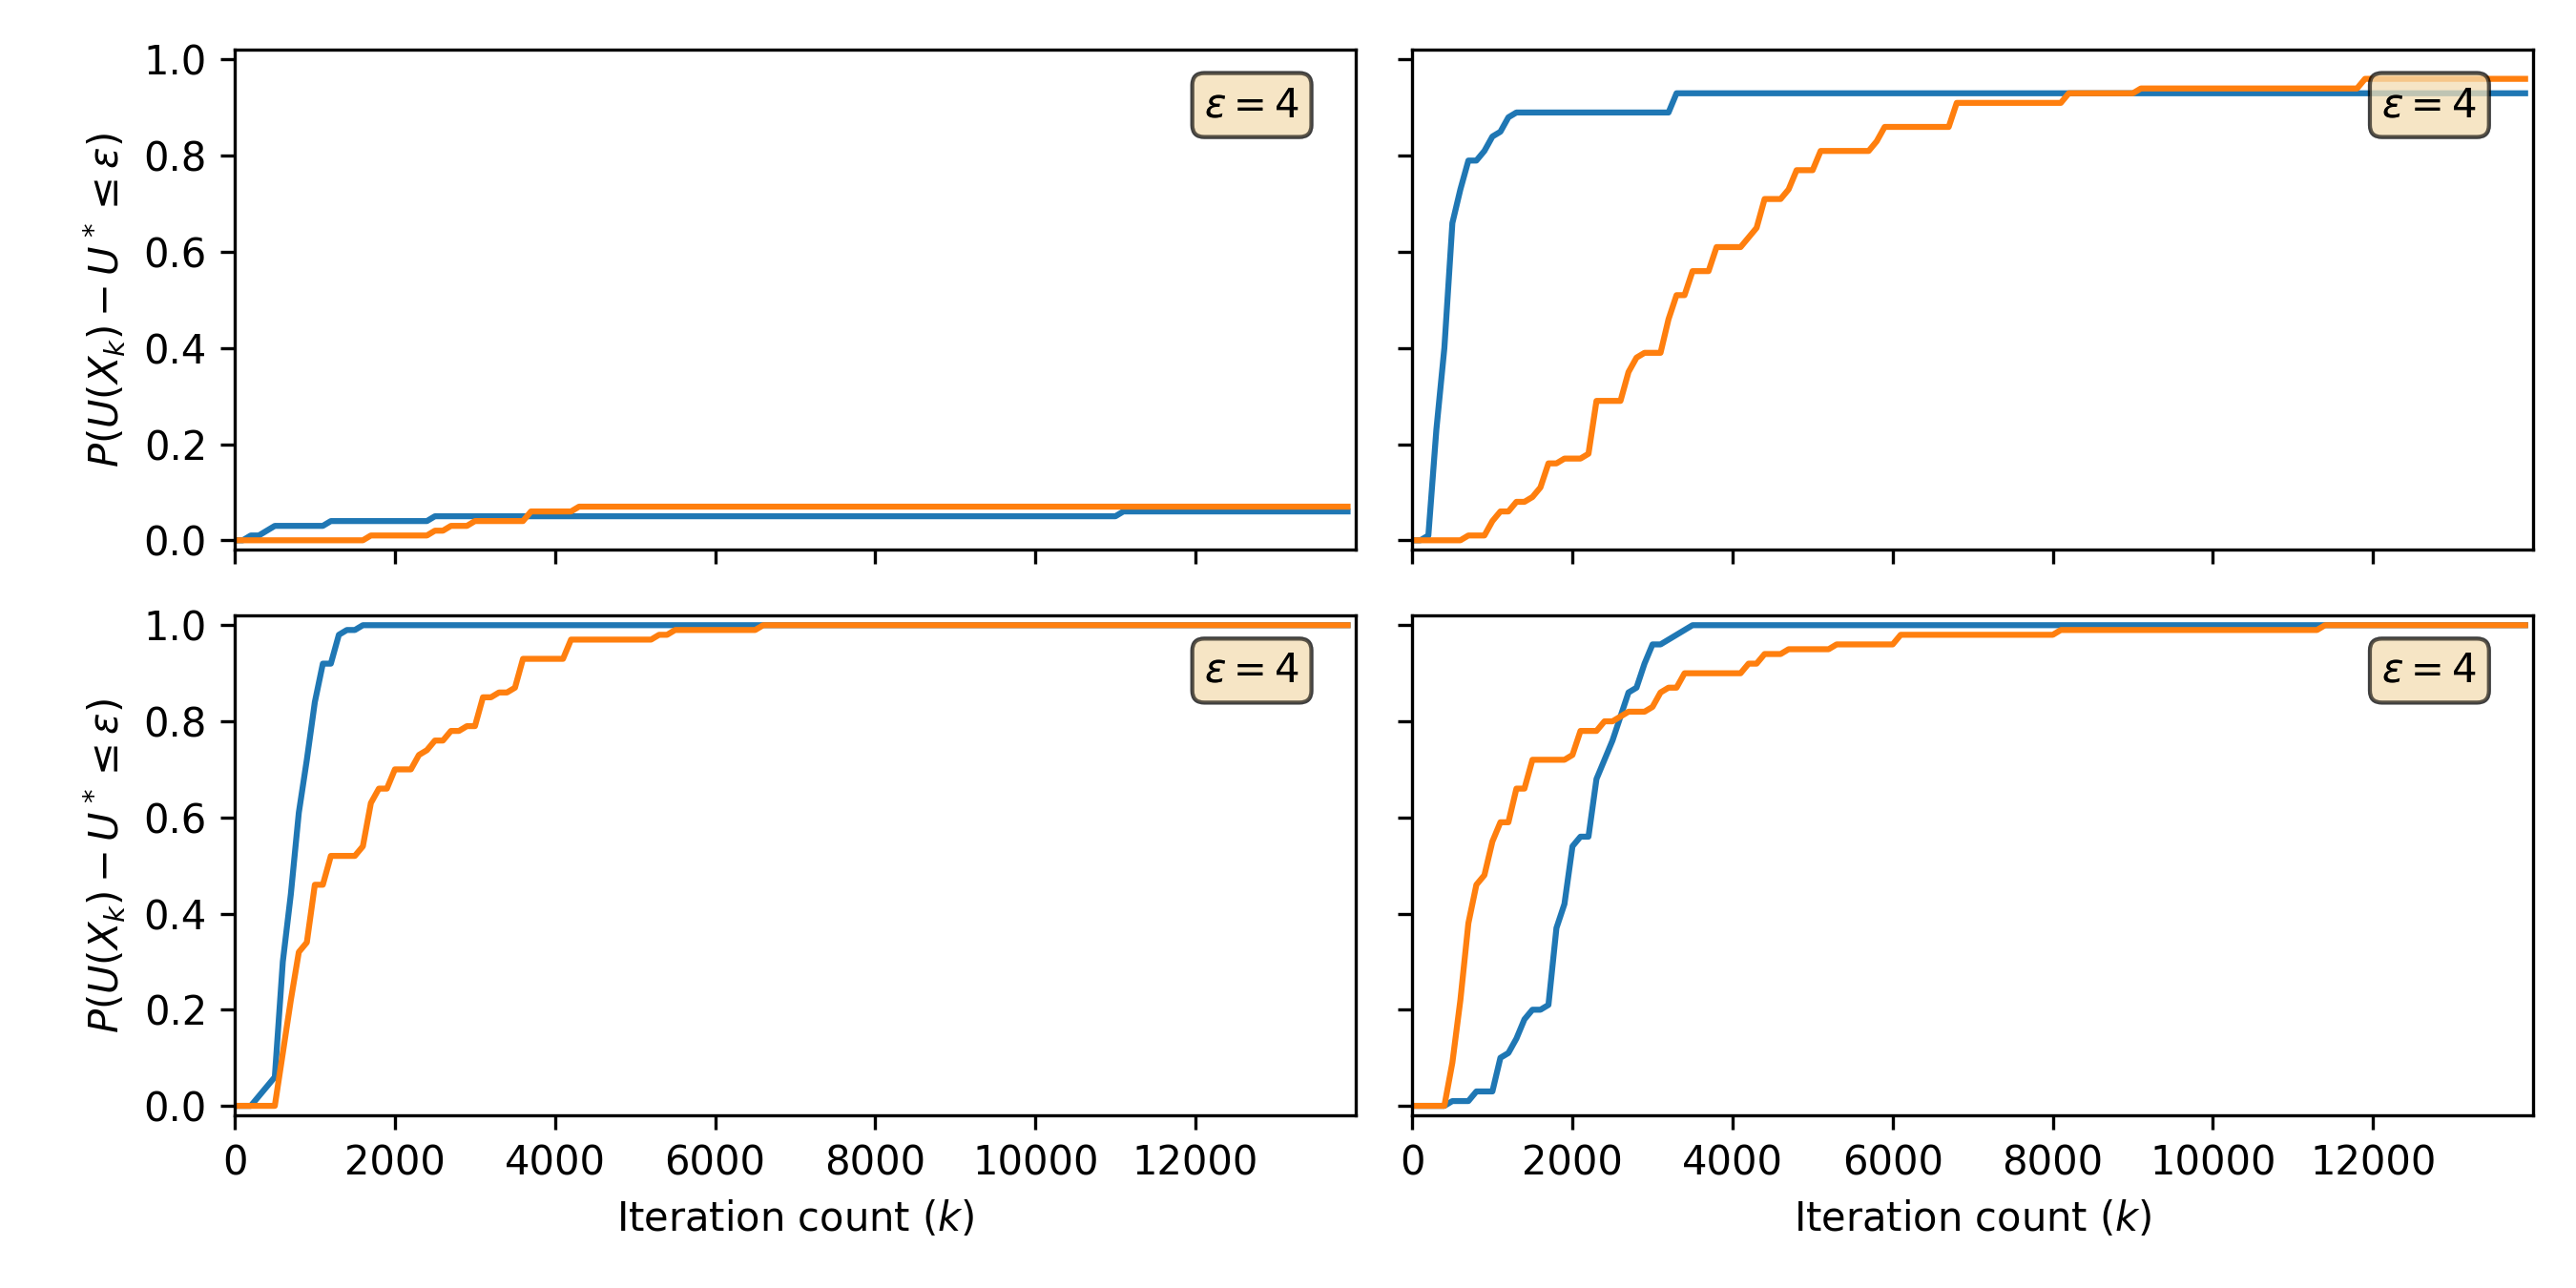 1.0
0.8
0.6
0.4
0.2
0.0
P(U(X_k) − U* ≤ ε)
ε = 4
ε = 4
1.0
0.8
0.6
0.4
0.2
0.0
P(U(X_k) − U* ≤ ε)
ε = 4
ε = 4
0 2000 4000 6000 8000 10000 12000
0 2000 4000 6000 8000 10000 12000
Iteration count (k)
Iteration count (k)